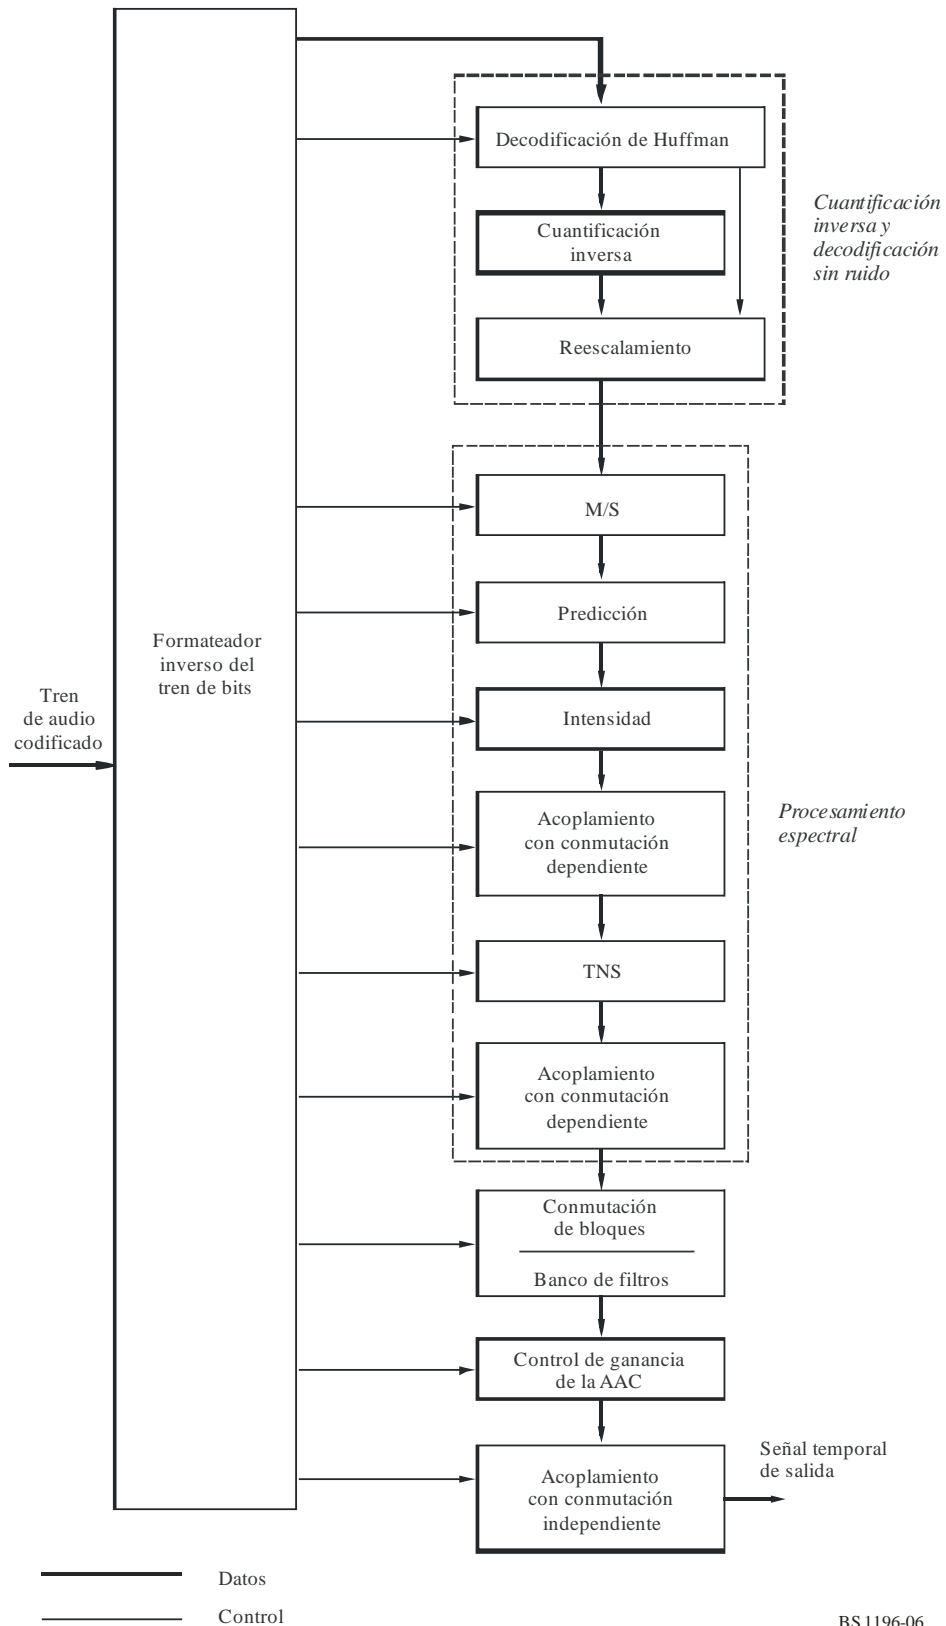 Decodificación de Huffman
Cuantificación
inversa
Reescalamiento
Cuantificación
inversa y
decodificación
sin ruido
M/S
Predicción
Intensidad
Acoplamiento
con conmutación
dependiente
TNS
Acoplamiento
con conmutación
dependiente
Procesamiento
espectral
Formateador
inverso del
tren de bits
Tren
de audio
codificado
Conmutación
de bloques
Banco de filtros
Control de ganancia
de la AAC
Acoplamiento
con conmutación
independiente
Señal temporal
de salida
Datos
Control
BS1196-06